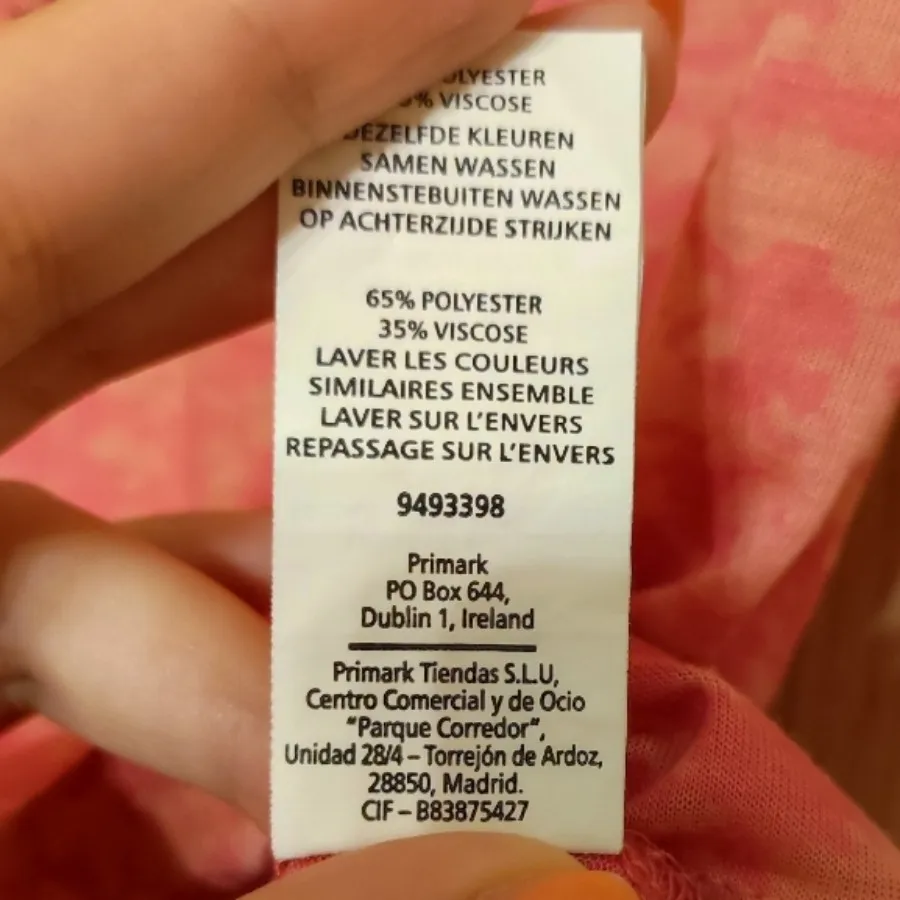 VISCOSE
DEZELFDE KLEUREN
SAMEN WASSEN
BINNENSTEBUITEN WASSEN
OP ACHTERZIJDE STRIJKEN
65% POLYESTER
35% VISCOSE
LAVER LES COULEURS
SIMILAIRES ENSEMBLE
LAVER SUR L'ENVERS
REPASSAGE SUR L'ENVERS
9493398
Primark
PO Box 644,
Dublin 1, Ireland
Primark Tiendas S.L.U,
Centro Comercial y de Ocio
"Parque Corredor",
Unidad 28/4 – Torrejón de Ardoz,
28850, Madrid.
CIF – B83875427